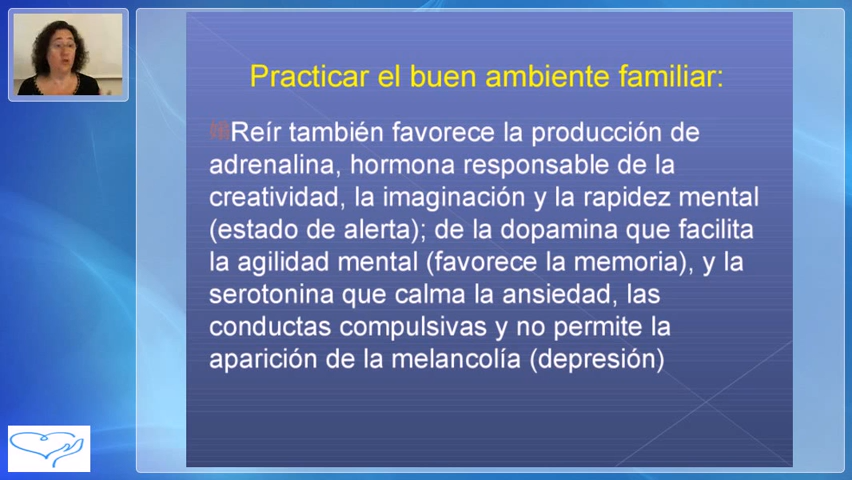 Practicar el buen ambiente familiar:
Reír también favorece la producción de
adrenalina, hormona responsable de la
creatividad, la imaginación y la rapidez mental
(estado de alerta); de la dopamina que facilita
la agilidad mental (favorece la memoria), y la
serotonina que calma la ansiedad, las
conductas compulsivas y no permite la
aparición de la melancolía (depresión)